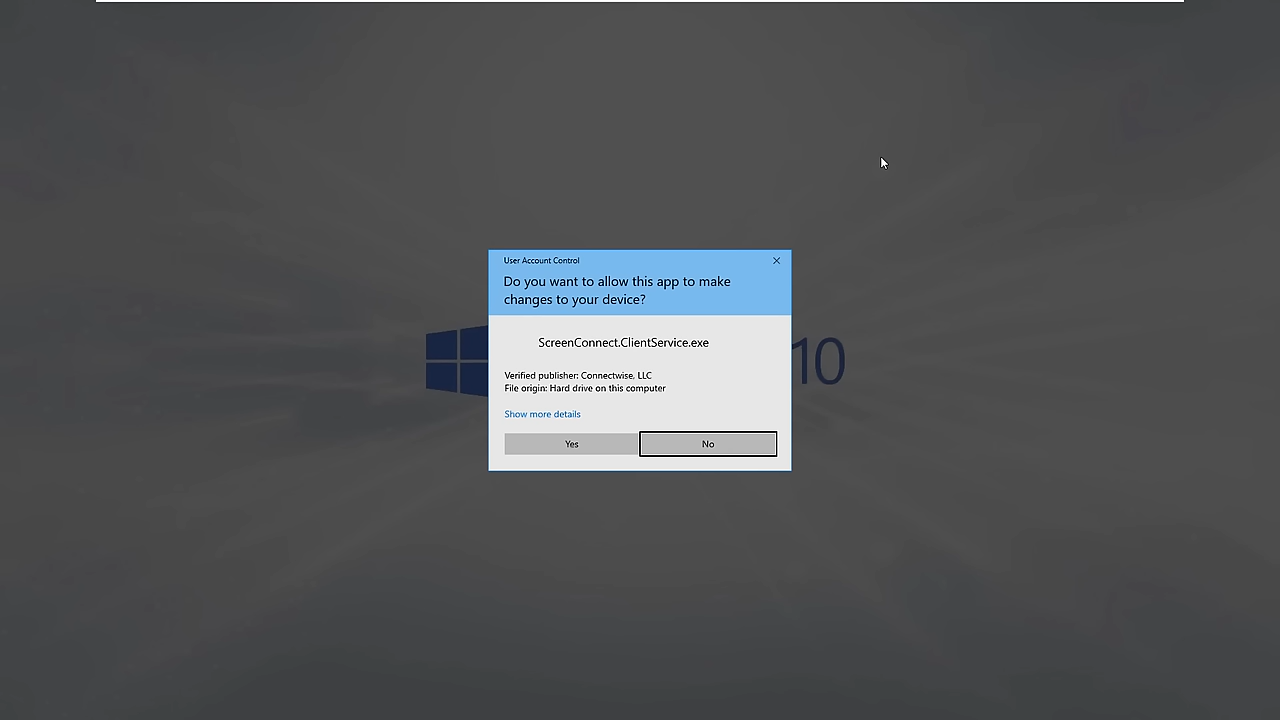 User Account Control
Do you want to allow this app to make
changes to your device?
ScreenConnect.ClientService.exe
Verified publisher: Connectwise, LLC
File origin: Hard drive on this computer
Show more details
Yes No
10